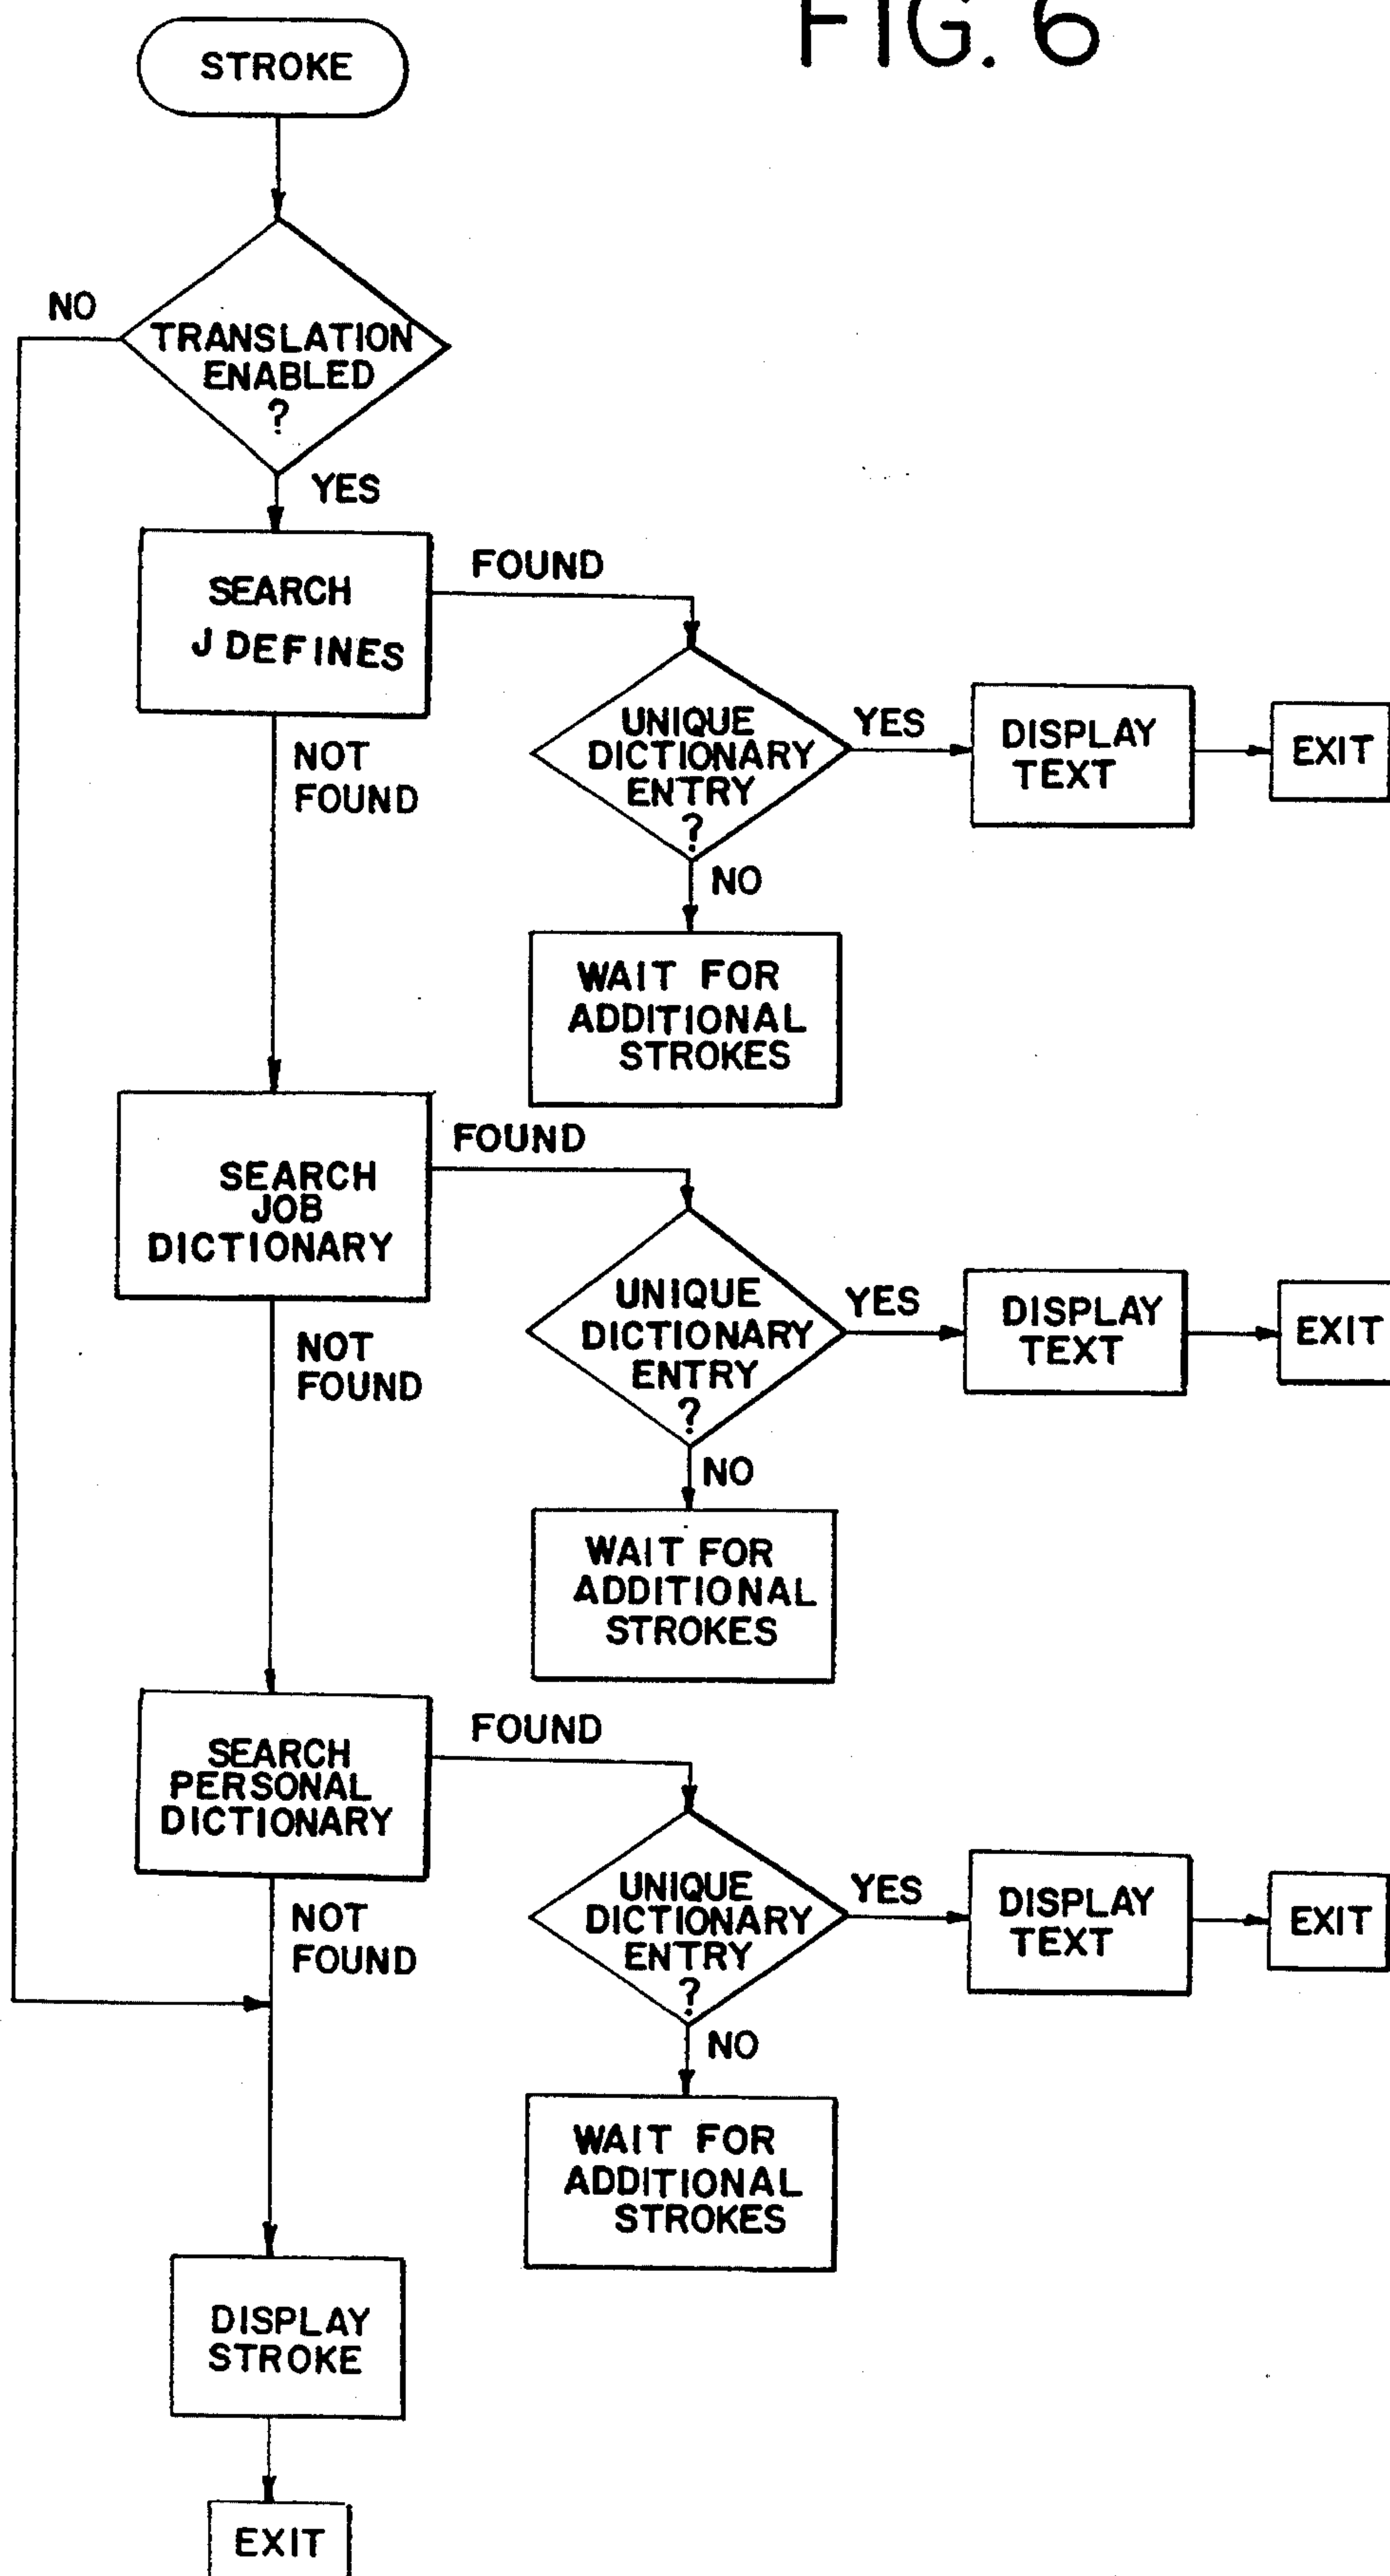 FIG. 6
STROKE
NO
TRANSLATION
ENABLED
?
YES
SEARCH
J DEFINES
FOUND
NOT
FOUND
UNIQUE
DICTIONARY
ENTRY
?
YES
DISPLAY
TEXT
EXIT
NO
WAIT FOR
ADDITIONAL
STROKES
SEARCH
JOB
DICTIONARY
FOUND
NOT
FOUND
UNIQUE
DICTIONARY
ENTRY
?
YES
DISPLAY
TEXT
EXIT
NO
WAIT FOR
ADDITIONAL
STROKES
SEARCH
PERSONAL
DICTIONARY
FOUND
NOT
FOUND
UNIQUE
DICTIONARY
ENTRY
?
YES
DISPLAY
TEXT
EXIT
NO
WAIT FOR
ADDITIONAL
STROKES
DISPLAY
STROKE
EXIT